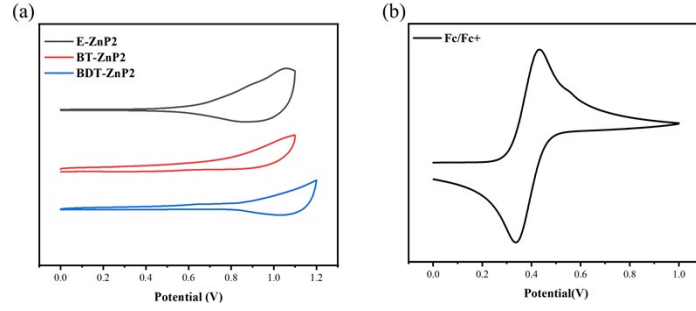 (a)
E-ZnP2
BT-ZnP2
BDT-ZnP2
0.0 0.2 0.4 0.6 0.8 1.0 1.2
Potential (V)
(b)
Fc/Fc+
0.0 0.2 0.4 0.6 0.8 1.0
Potential(V)